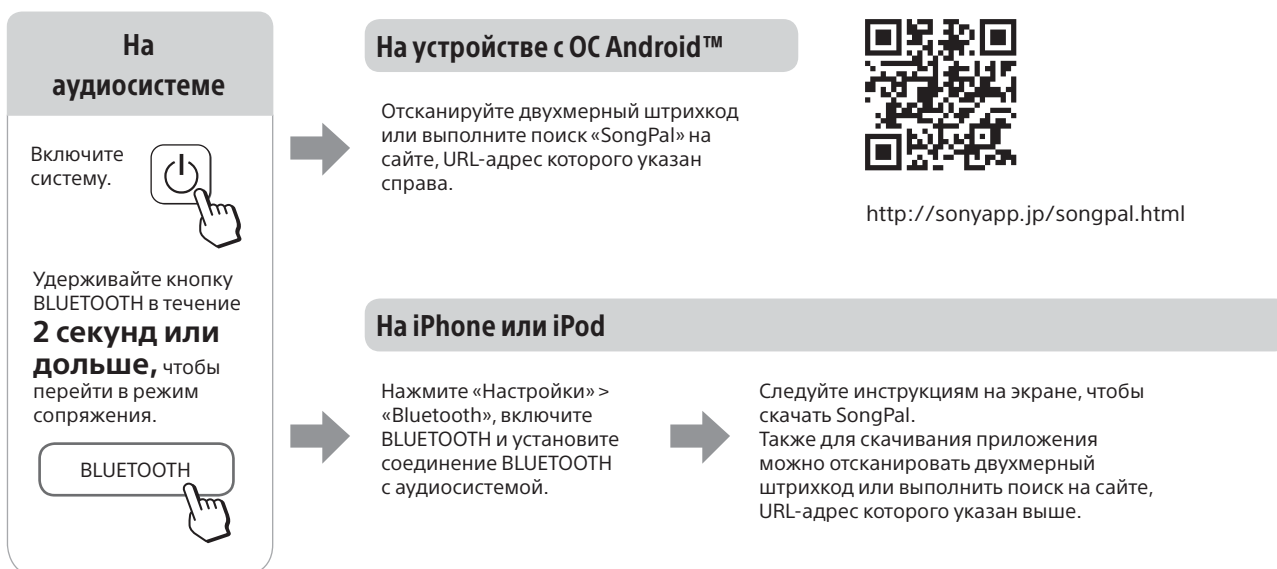 На
аудиосистеме
Включите
систему.
Удерживайте кнопку
BLUETOOTH в течение
2 секунд или
дольше, чтобы
перейти в режим
сопряжения.
BLUETOOTH
На устройстве с ОС Android™
Отсканируйте двухмерный штрихкод
или выполните поиск «SongPal» на
сайте, URL-адрес которого указан
справа.
http://sonyapp.jp/songpal.html
На iPhone или iPod
Нажмите «Настройки» >
«Bluetooth», включите
BLUETOOTH и установите
соединение BLUETOOTH
с аудиосистемой.
Следуйте инструкциям на экране, чтобы
скачать SongPal.
Также для скачивания приложения
можно отсканировать двухмерный
штрихкод или выполнить поиск на сайте,
URL-адрес которого указан выше.